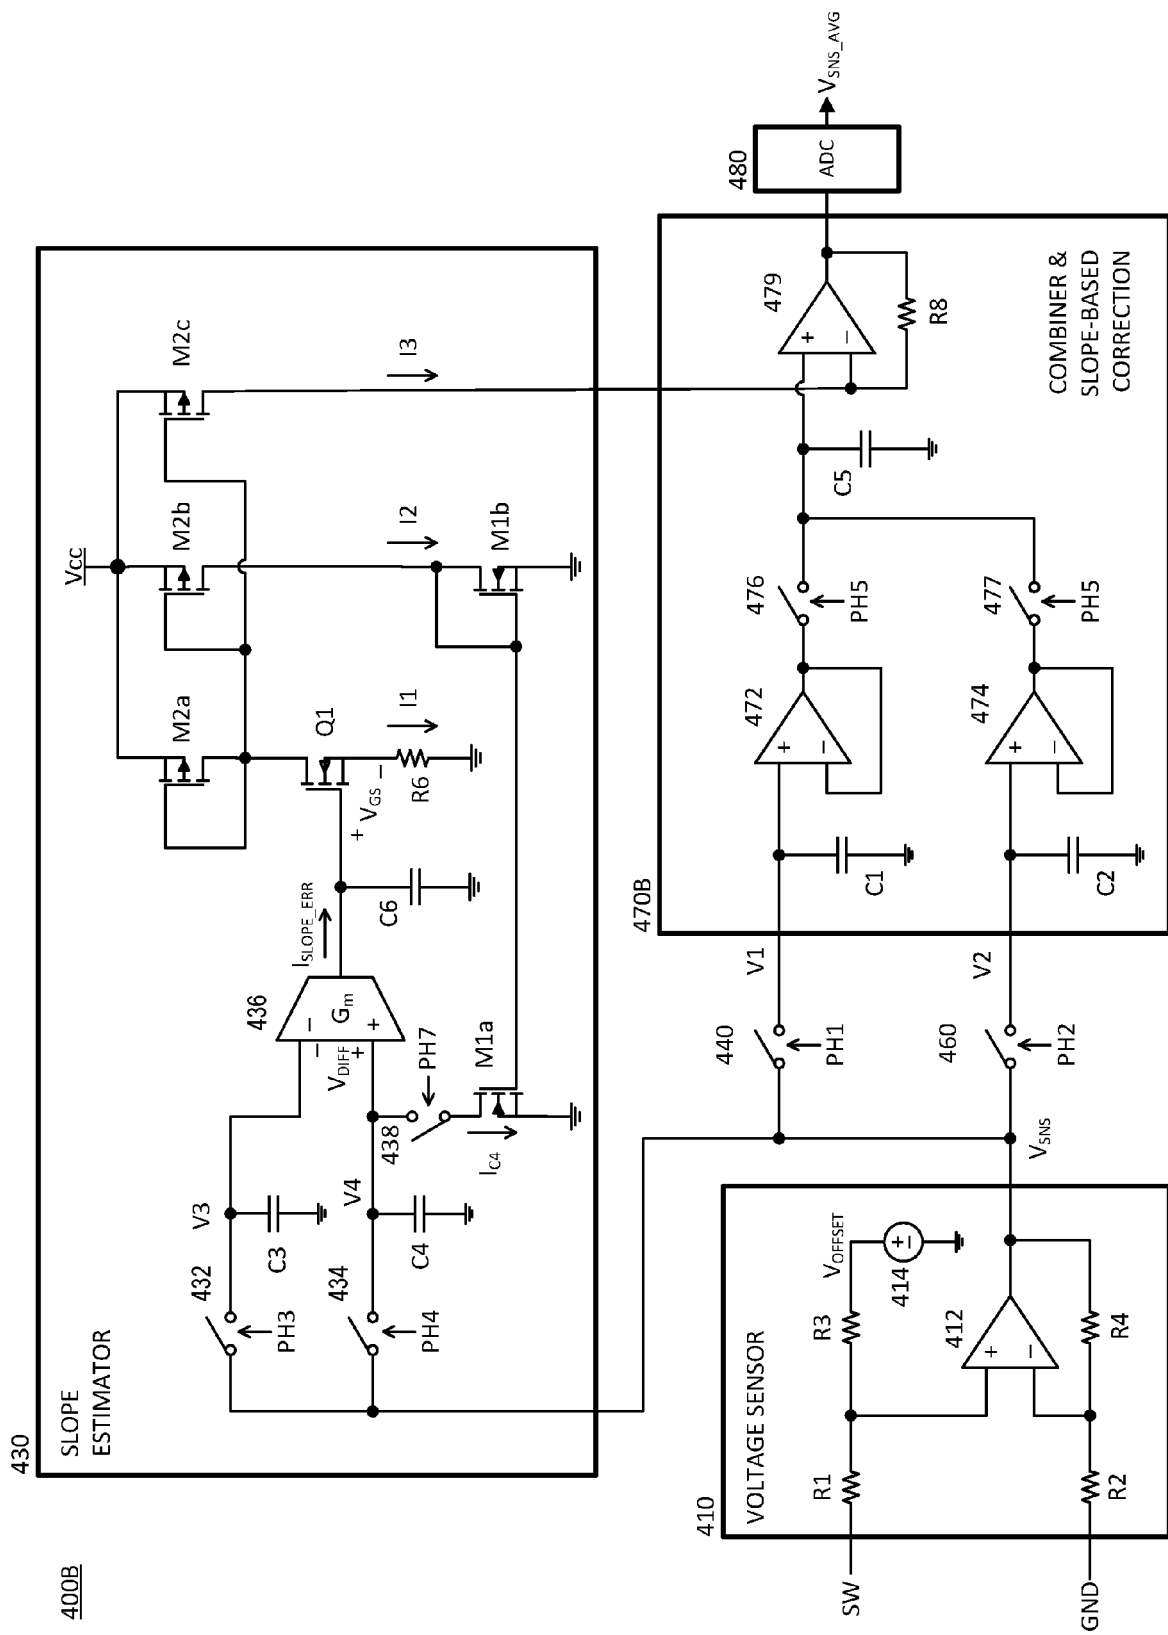 400B
430
SLOPE
ESTIMATOR
432
PH3
V3
C3
434
PH4
V4
C4
438
PH7
IC4
M1a
VDIFF
−
+
−
+
Gm
436
ISLOPE_ERR
C6
+ VGS −
Q1
R6
I1
M2a
Vcc
M2b
I2
M1b
M2c
I3
410
VOLTAGE SENSOR
SW
GND
R1
R2
R3
R4
VOFFSET
414
+
−
412
+
−
VSNS
440
PH1
V1
460
PH2
V2
470B
C1
C2
472
+
−
474
+
−
476
PH5
477
PH5
C5
479
+
−
R8
COMBINER &
SLOPE-BASED
CORRECTION
480
ADC
VSNS_AVG